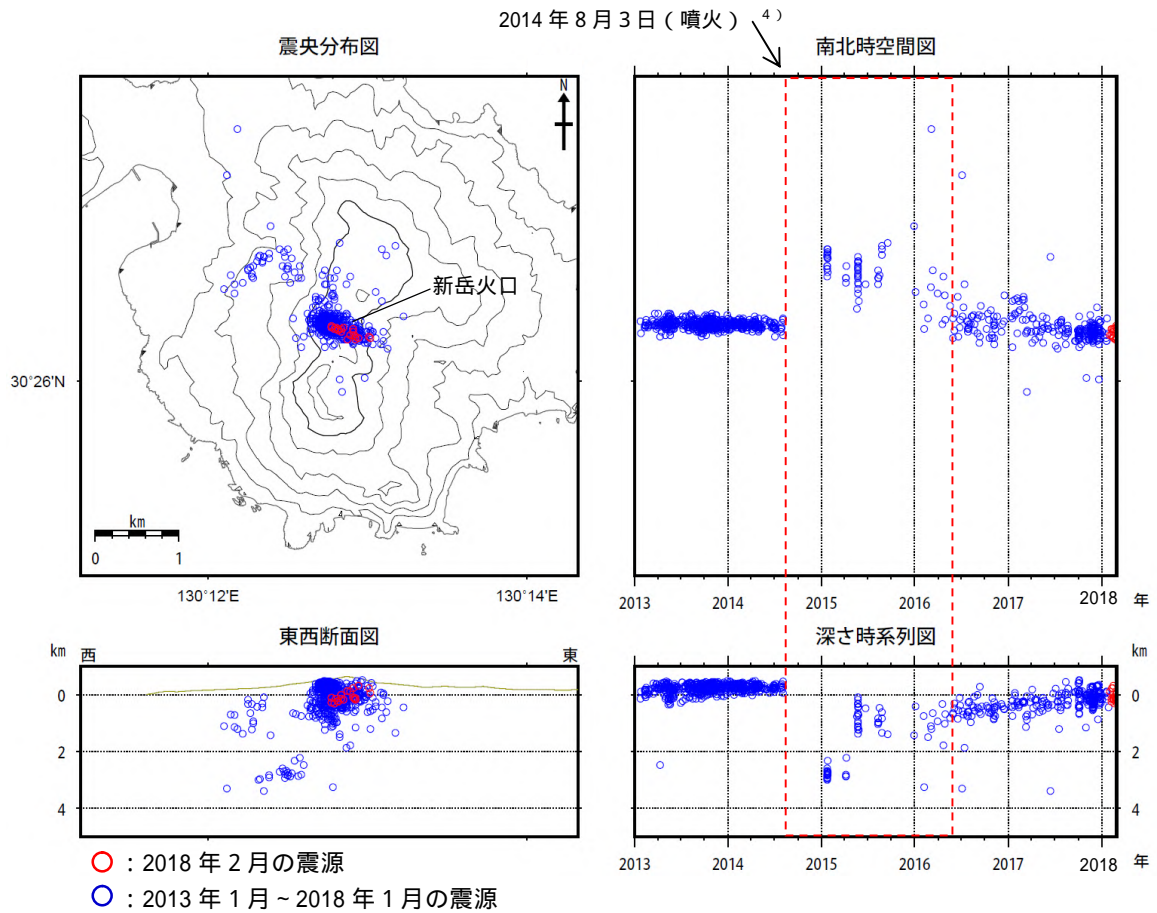 2014 年 8 月 3 日 ( 噴火 ) 4 )
震央分布図
南北時空間図
N
新岳火口
30°26'N
km
0 1
130°12'E 130°14'E
2013 2014 2015 2016 2017 2018 年
東西断面図
km 西 東
0
2
4
深さ時系列図
km
0
2
4
2013 2014 2015 2016 2017 2018 年
○ : 2018 年 2 月の震源
○ : 2013 年 1 月 ~ 2018 年 1 月の震源